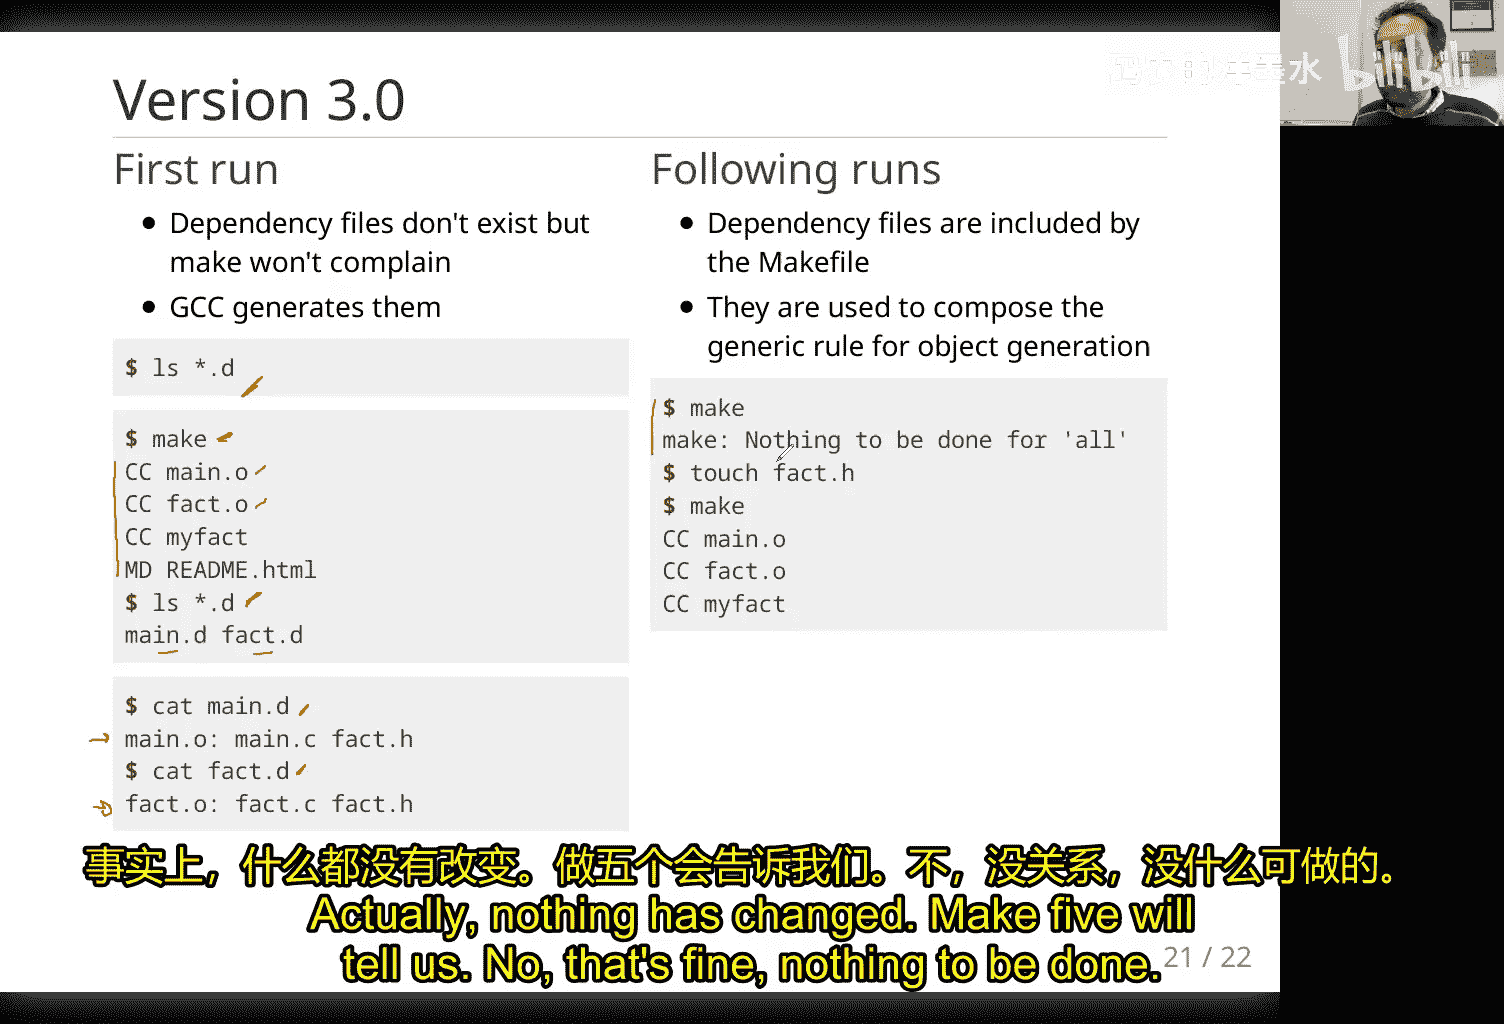 Version 3.0
First run
• Dependency files don't exist but
make won't complain
• GCC generates them
$ ls *.d
$ make
CC main.o
CC fact.o
CC myfact
MD README.html
$ ls *.d
main.d fact.d
$ cat main.d
main.o: main.c fact.h
$ cat fact.d
fact.o: fact.c fact.h
Following runs
• Dependency files are included by
the Makefile
• They are used to compose the
generic rule for object generation
$ make
make: Nothing to be done for 'all'
$ touch fact.h
$ make
CC main.o
CC fact.o
CC myfact
事实上，什么都没有改变。做五个会告诉我们。不，没关系，没什么可做的。
Actually, nothing has changed. Make five will
tell us. No, that's fine, nothing to be done.
21 / 22
bilibili